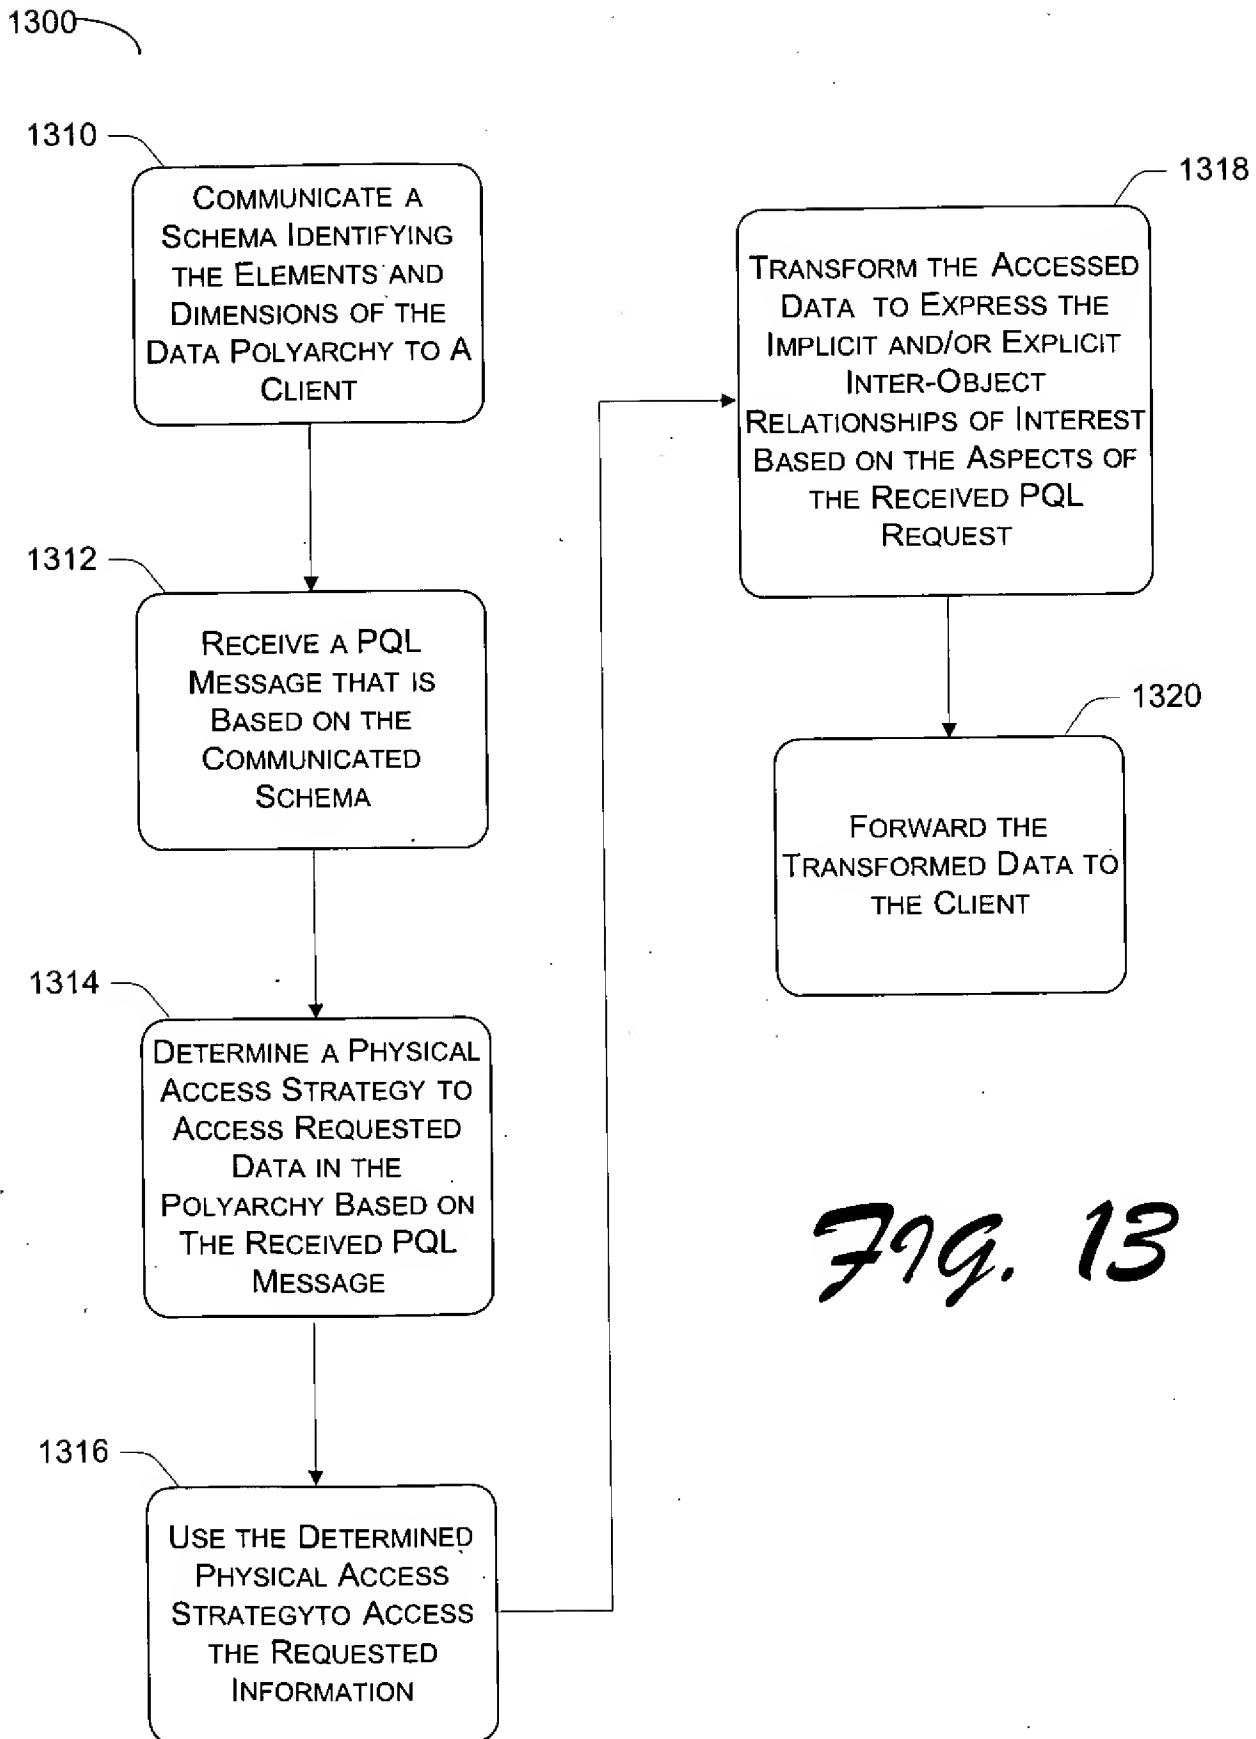 1300
1310
COMMUNICATE A
SCHEMA IDENTIFYING
THE ELEMENTS AND
DIMENSIONS OF THE
DATA POLYARCHY TO A
CLIENT
1312
RECEIVE A PQL
MESSAGE THAT IS
BASED ON THE
COMMUNICATED
SCHEMA
1314
DETERMINE A PHYSICAL
ACCESS STRATEGY TO
ACCESS REQUESTED
DATA IN THE
POLYARCHY BASED ON
THE RECEIVED PQL
MESSAGE
1316
USE THE DETERMINED
PHYSICAL ACCESS
STRATEGYTO ACCESS
THE REQUESTED
INFORMATION
1318
TRANSFORM THE ACCESSED
DATA TO EXPRESS THE
IMPLICIT AND/OR EXPLICIT
INTER-OBJECT
RELATIONSHIPS OF INTEREST
BASED ON THE ASPECTS OF
THE RECEIVED PQL
REQUEST
1320
FORWARD THE
TRANSFORMED DATA TO
THE CLIENT
FIG. 13